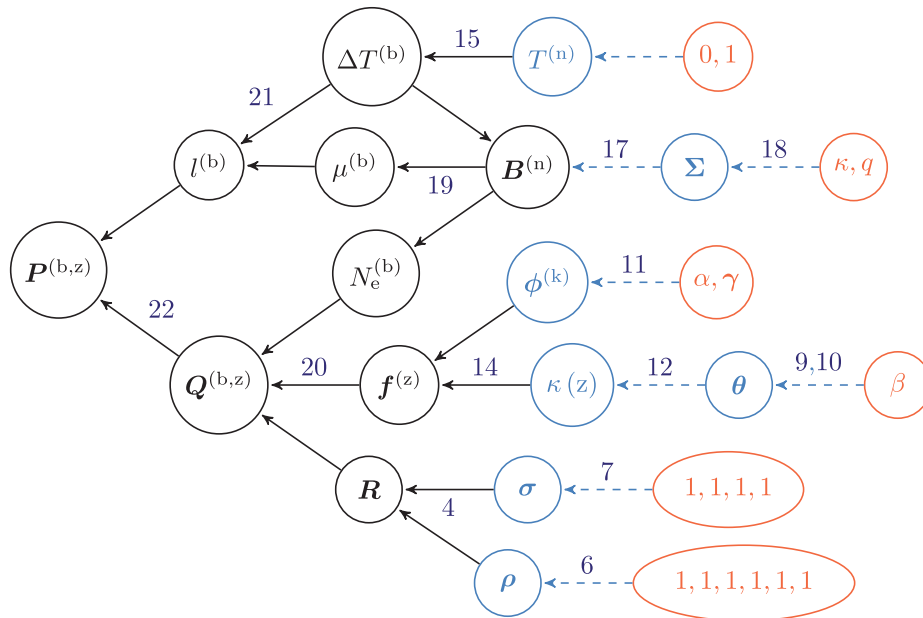 15
ΔT⁽ᵇ⁾ T⁽ⁿ⁾ 0, 1
21
17 18
l⁽ᵇ⁾ μ⁽ᵇ⁾ B⁽ⁿ⁾ Σ κ, q
19
P⁽ᵇ,ᶻ⁾ Nₑ⁽ᵇ⁾ ϕ⁽ᵏ⁾ 11 α, γ
22
20 14 12 9,10
Q⁽ᵇ,ᶻ⁾ f⁽ᶻ⁾ κ (z) θ β
7
R σ 1, 1, 1, 1
4
6
ρ 1, 1, 1, 1, 1, 1